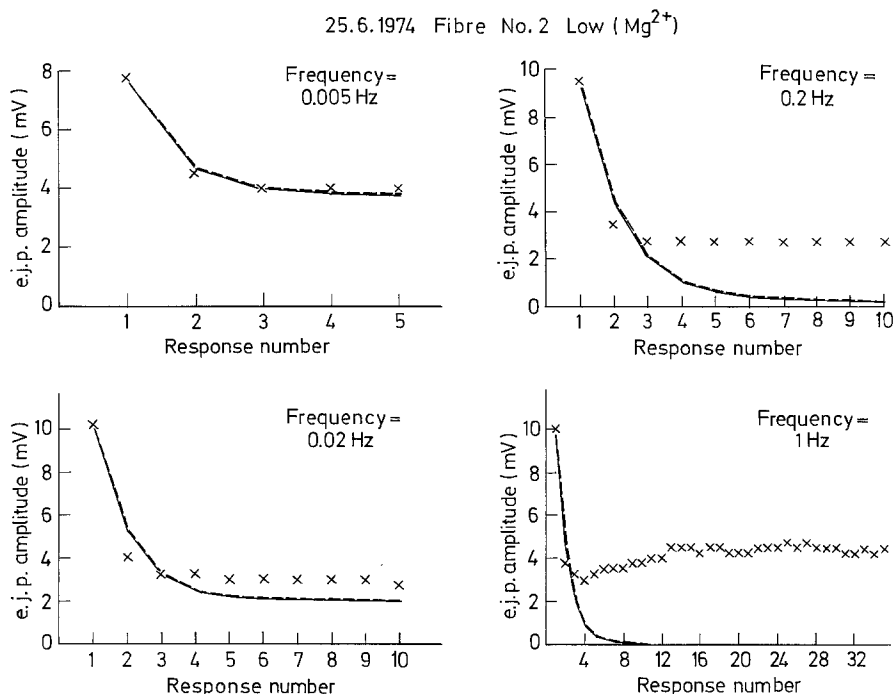 25.6.1974 Fibre No.2 Low (Mg2+)
e.j.p. amplitude (mV)
8
6
4
2
0
Frequency =
0.005 Hz
1 2 3 4 5
Response number
e.j.p. amplitude (mV)
10
8
6
4
2
0
Frequency =
0.2 Hz
1 2 3 4 5 6 7 8 9 10
Response number
e.j.p. amplitude (mV)
10
8
6
4
2
0
Frequency =
0.02 Hz
1 2 3 4 5 6 7 8 9 10
Response number
e.j.p. amplitude (mV)
10
8
6
4
2
0
Frequency =
1 Hz
4 8 12 16 20 24 28 32
Response number